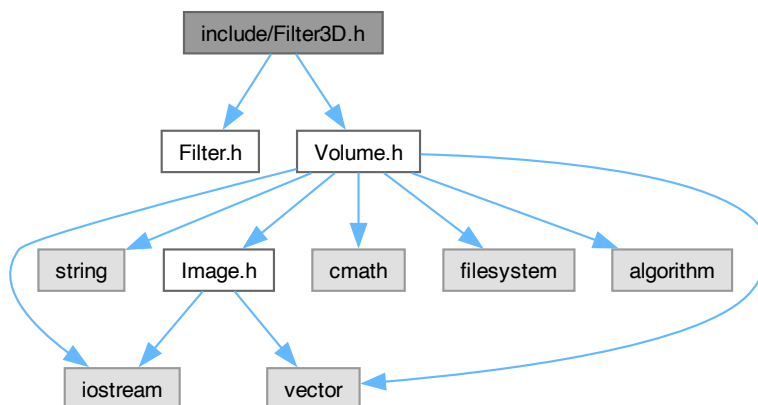 include/Filter3D.h
Filter.h
Volume.h
string
Image.h
cmath
filesystem
algorithm
iostream
vector